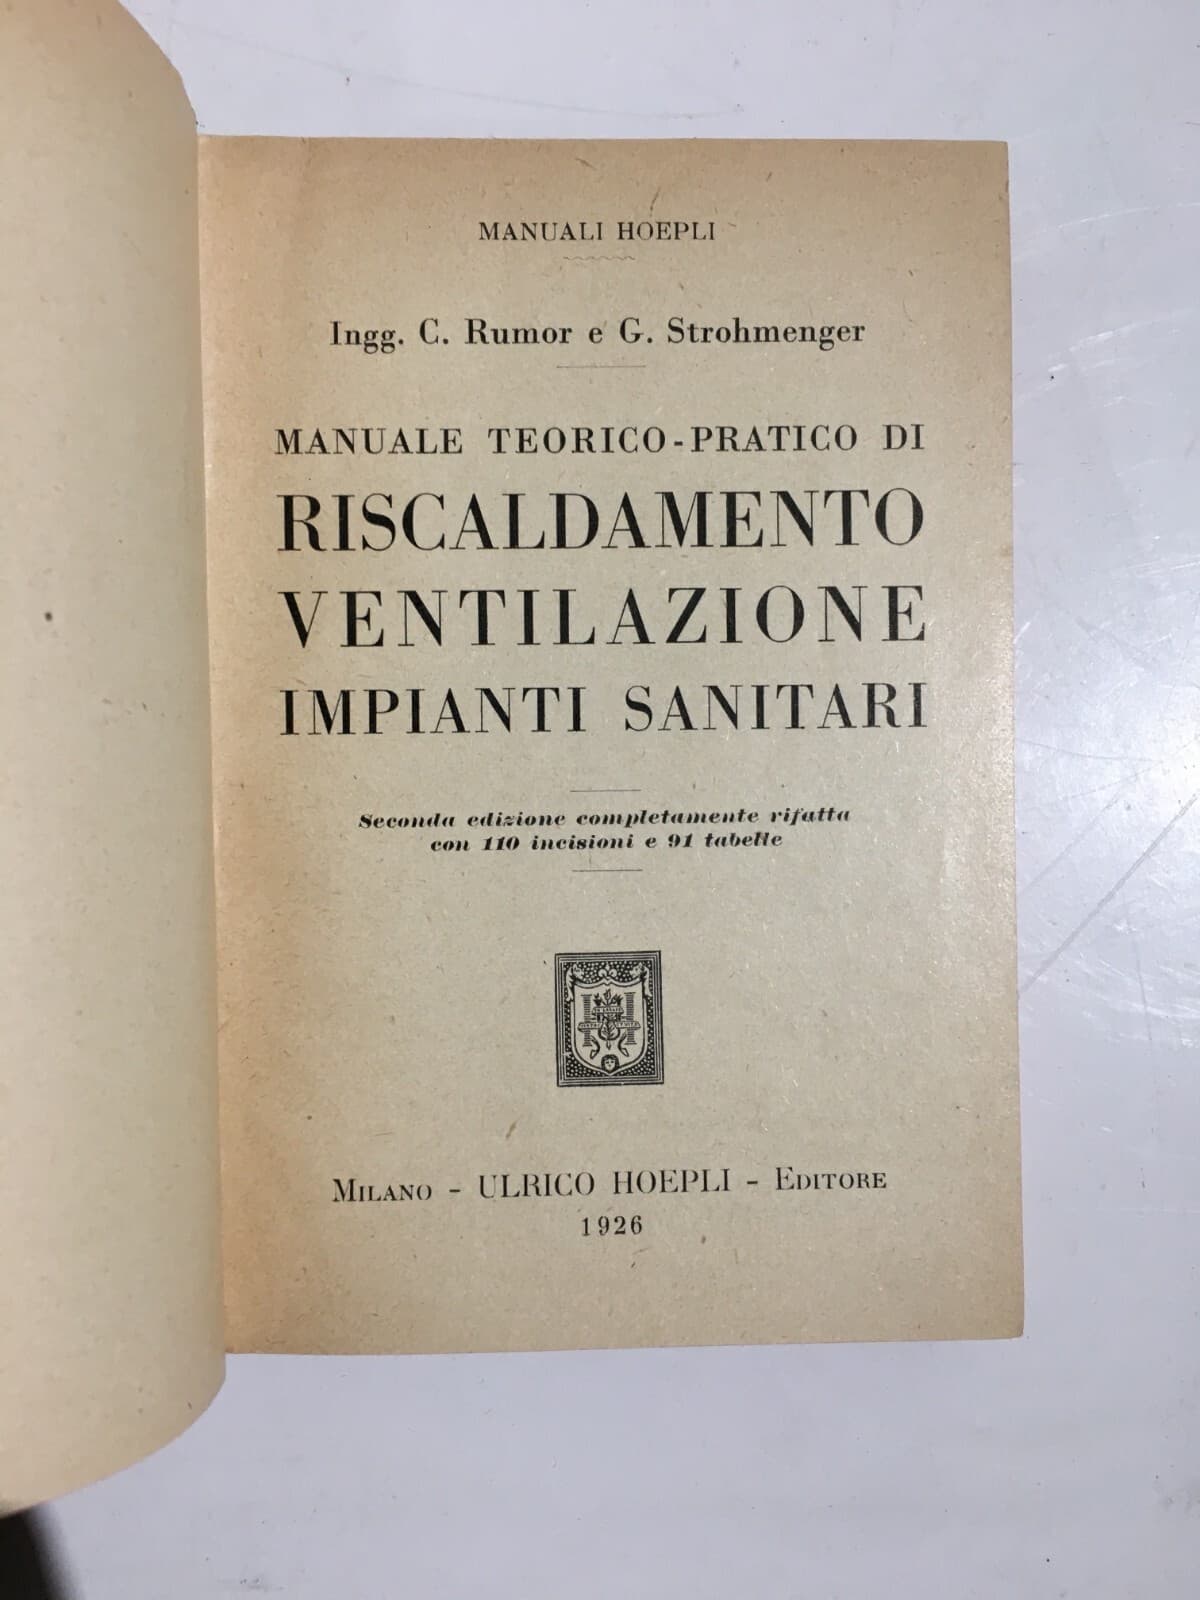 MANUALI HOEPLI
Ingg. C. Rumor e G. Strohmenger
MANUALE TEORICO-PRATICO DI
RISCALDAMENTO
VENTILAZIONE
IMPIANTI SANITARI
Seconda edizione completamente rifatta
con 110 incisioni e 91 tabelle
MILANO - ULRICO HOEPLI - EDITORE
1926